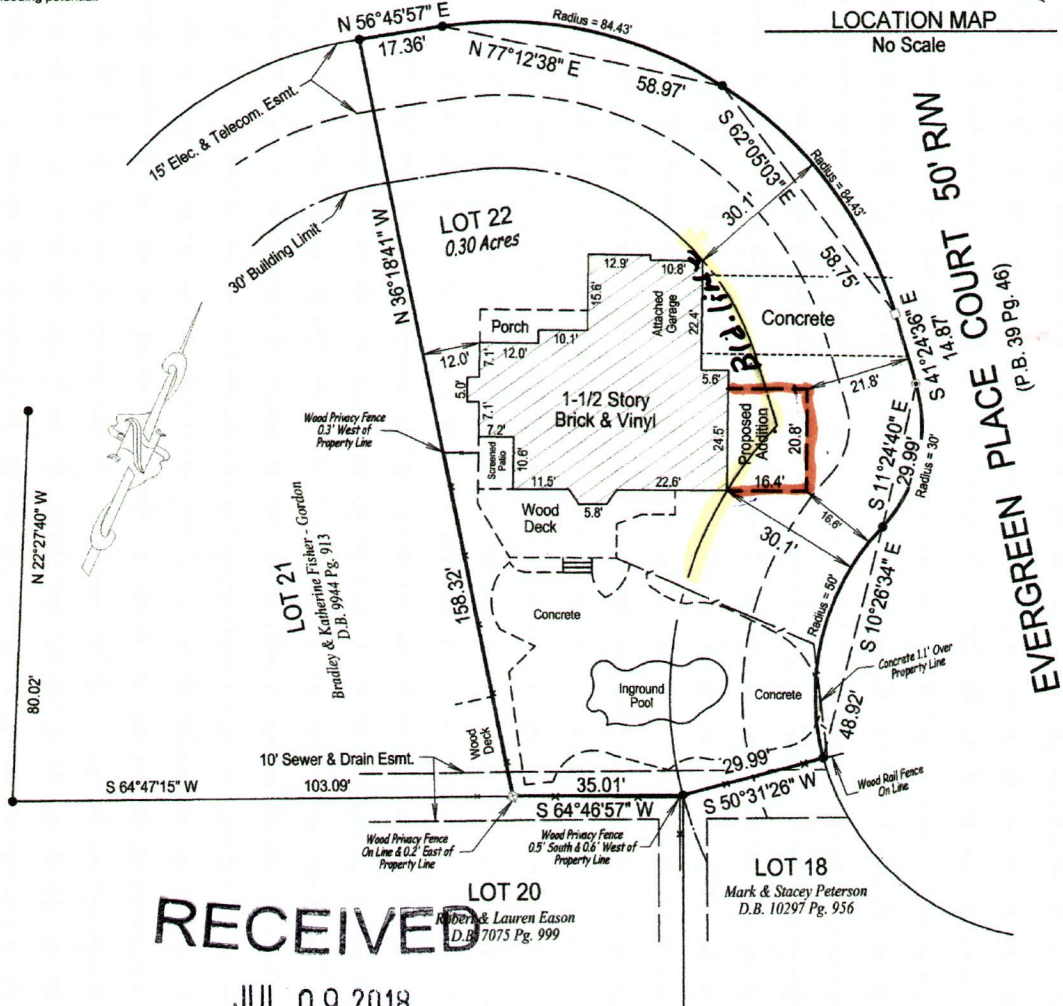 LOCATION MAP
No Scale
N 56°45'57" E
17.36'
Radius = 84.43'
N 77°12'38" E
58.97'
15' Elec. & Telecom. Esmt.
S 62°05'03" E
58.75'
Radius = 84.43'
30.1'
EVERGREEN PLACE COURT 50' R/W
(P.B. 39 Pg. 46)
LOT 22
0.30 Acres
30' Building Limit
N 36°18'41" W
158.32'
12.9'
10.8'
15.6'
Attached
Garage
22.4'
Bld. limit
Concrete
S 41°24'36" E
14.87'
Porch
10.1'
12.0'
12.0'
7.1'
5.0'
7.1'
7.2'
5.6'
21.8'
1-1/2 Story
Brick & Vinyl
24.5'
Proposed
Addition
20.8'
16.4'
S 11°24'40" E
29.99'
Radius = 30'
Wood Privacy Fence
0.3' West of
Property Line
Screened
Patio
10.6'
11.5'
22.6'
5.8'
Wood
Deck
16.6'
30.1'
N 22°27'40" W
80.02'
LOT 21
Bradley & Katherine Fisher - Gordon
D.B. 9944 Pg. 913
Radius = 50'
S 10°26'34" E
48.92'
Concrete
Concrete 1.1' Over
Property Line
Inground
Pool
Concrete
Wood
Deck
10' Sewer & Drain Esmt.
S 64°47'15" W
103.09'
35.01'
S 64°46'57" W
29.99'
S 50°31'26" W
Wood Rail Fence
On Line
Wood Privacy Fence
On Line & 0.2' East of
Property Line
Wood Privacy Fence
0.5' South & 0.6' West of
Property Line
LOT 20
Robert & Lauren Eason
D.B. 7075 Pg. 999
LOT 18
Mark & Stacey Peterson
D.B. 10297 Pg. 956
RECEIVED
JUL 09 2018